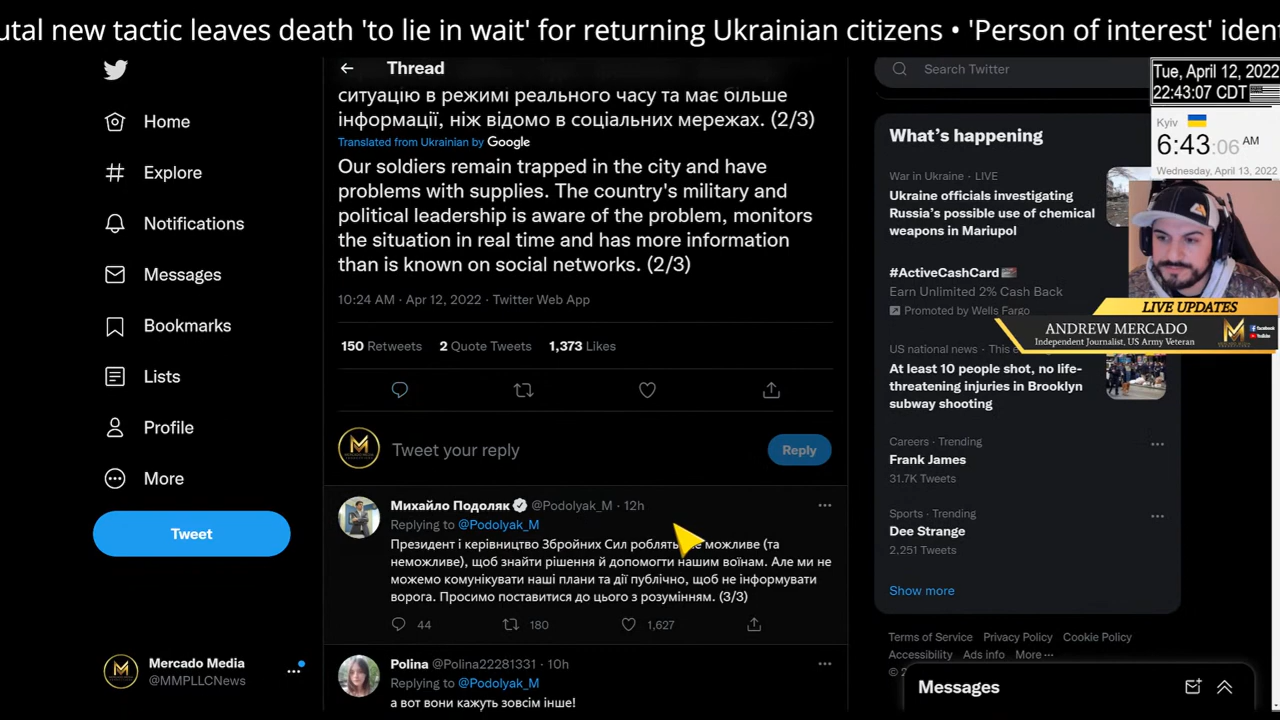 utal new tactic leaves death 'to lie in wait' for returning Ukrainian citizens • 'Person of interest' iden
Tue, April 12, 2022
22:43:07 CDT
Kyiv
6:43:06 AM
Wednesday, April 13, 2022
LIVE UPDATES
ANDREW MERCADO
Independent Journalist, US Army Veteran
Home
Explore
Notifications
Messages
Bookmarks
Lists
Profile
More
Tweet
Mercado Media
@MMPLLCNews
Thread
ситуацію в режимі реального часу та має більше
інформації, ніж відомо в соціальних мережах. (2/3)
Translated from Ukrainian by Google
Our soldiers remain trapped in the city and have
problems with supplies. The country's military and
political leadership is aware of the problem, monitors
the situation in real time and has more information
than is known on social networks. (2/3)
10:24 AM · Apr 12, 2022 · Twitter Web App
150 Retweets 2 Quote Tweets 1,373 Likes
Tweet your reply
Reply
Михайло Подоляк @Podolyak_M · 12h
Replying to @Podolyak_M
Президент і керівництво Збройних Сил роблять можливе (та
неможливе), щоб знайти рішення й допомогти нашим воїнам. Але ми не
можемо комунікувати наші плани та дії публічно, щоб не інформувати
ворога. Просимо поставитися до цього з розумінням. (3/3)
44 180 1,627
Polina @Polina22281331 · 10h
Replying to @Podolyak_M
а вот вони кажуть зовсім інше!
Search Twitter
What's happening
War in Ukraine · LIVE
Ukraine officials investigating
Russia's possible use of chemical
weapons in Mariupol
#ActiveCashCard
Earn Unlimited 2% Cash Back
Promoted by Wells Fargo
US national news · This e
At least 10 people shot, no life-
threatening injuries in Brooklyn
subway shooting
Careers · Trending
Frank James
31.7K Tweets
Sports · Trending
Dee Strange
2,251 Tweets
Show more
Terms of Service Privacy Policy Cookie Policy
Accessibility Ads info More
Messages